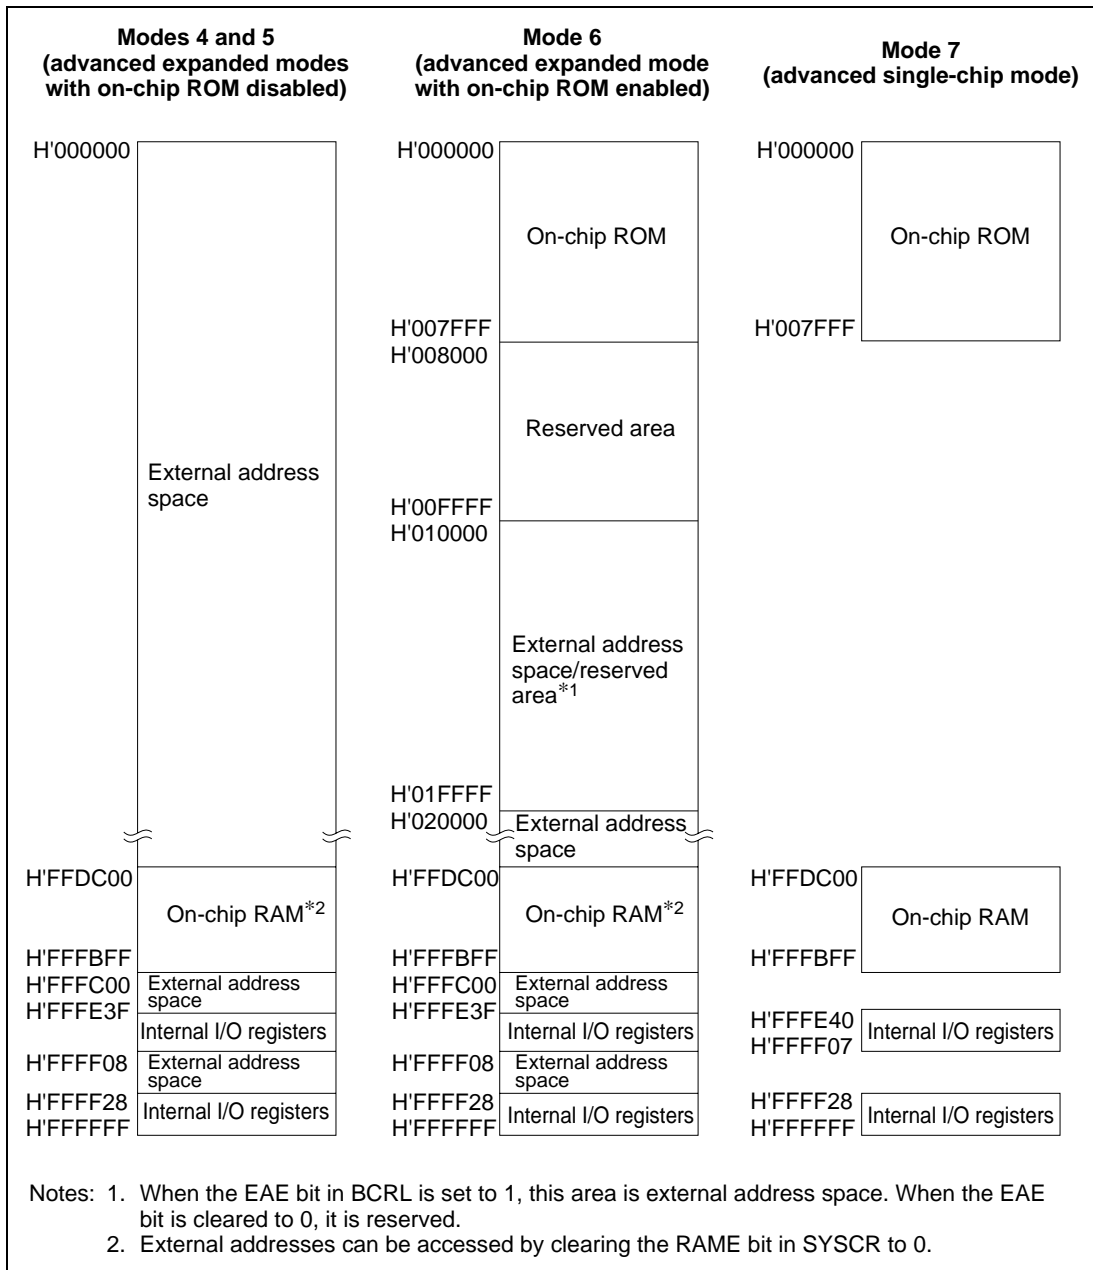 Modes 4 and 5
(advanced expanded modes
with on-chip ROM disabled)
H'000000
External address
space
H'FFDC00
On-chip RAM*2
H'FFFBFF
H'FFFC00
External address
space
H'FFFE3F
Internal I/O registers
H'FFFF08
External address
space
H'FFFF28
Internal I/O registers
H'FFFFFF
Mode 6
(advanced expanded mode
with on-chip ROM enabled)
H'000000
On-chip ROM
H'007FFF
H'008000
Reserved area
H'00FFFF
H'010000
External address
space/reserved
area*1
H'01FFFF
H'020000
External address
space
H'FFDC00
On-chip RAM*2
H'FFFBFF
H'FFFC00
External address
space
H'FFFE3F
Internal I/O registers
H'FFFF08
External address
space
H'FFFF28
Internal I/O registers
H'FFFFFF
Mode 7
(advanced single-chip mode)
H'000000
On-chip ROM
H'007FFF
H'FFDC00
On-chip RAM
H'FFFBFF
H'FFFE40
Internal I/O registers
H'FFFF07
H'FFFF28
Internal I/O registers
H'FFFFFF
Notes: 1. When the EAE bit in BCRL is set to 1, this area is external address space. When the EAE
bit is cleared to 0, it is reserved.
2. External addresses can be accessed by clearing the RAME bit in SYSCR to 0.